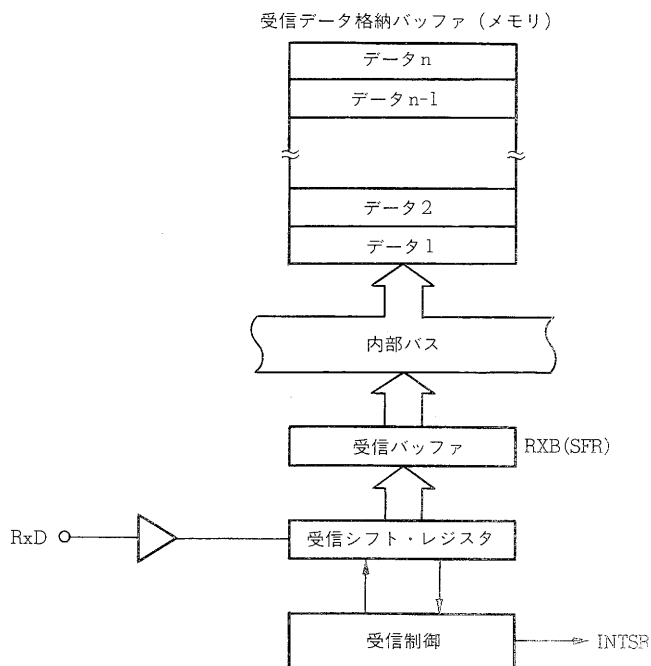 受信データ格納バッファ(メモリ)
データn
データn-1
データ2
データ1
内部バス
受信バッファ
RXB(SFR)
RxD
受信シフト・レジスタ
受信制御
INTSR